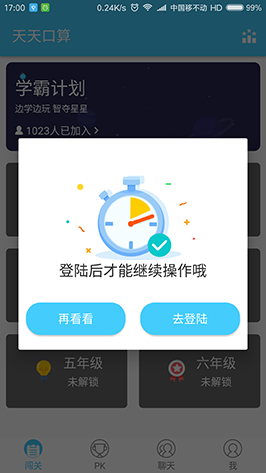 17:00 0.24K/s 中国移不动 HD 99%
天天口算
学霸计划
边学边玩 智夺星星
1023人已加入 >
登陆后才能继续操作哦
再看看 去登陆
五年级 六年级
未解锁 未解锁
闯关 PK 聊天 我